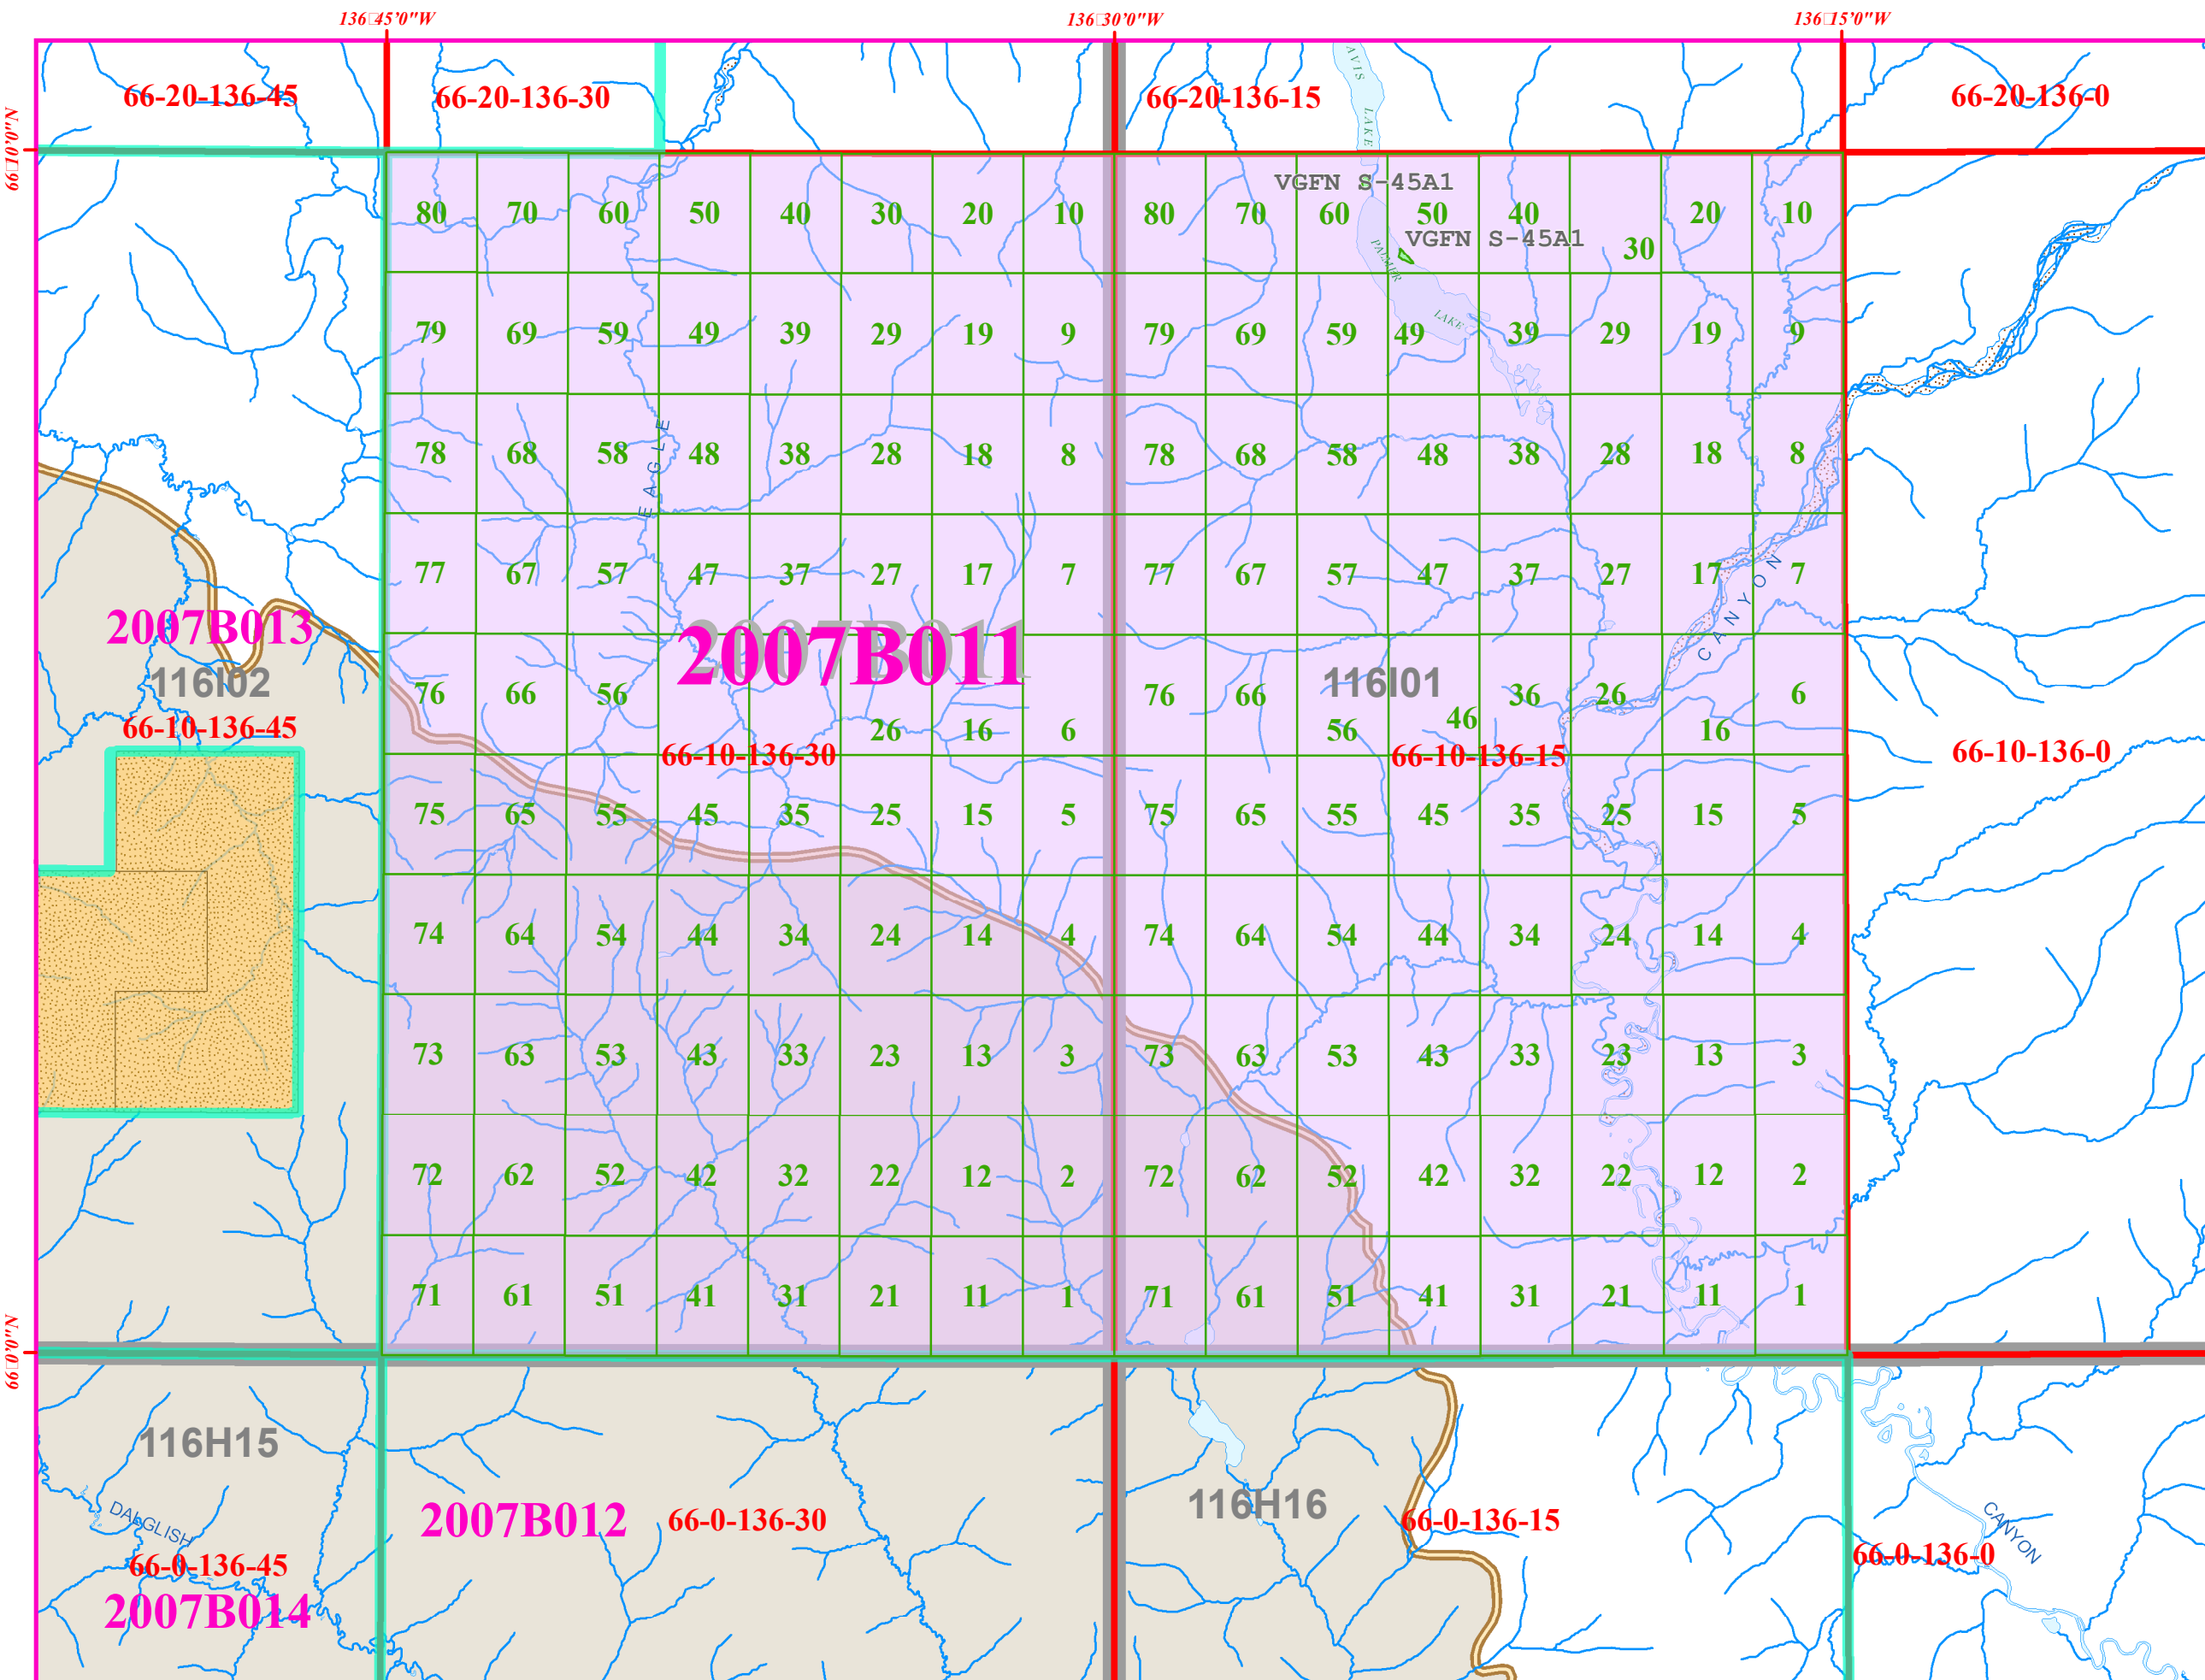 136□45'0"W
136□30'0"W
136□15'0"W
66□10'0"N
66□0'0"N
66-20-136-45
66-20-136-30
66-20-136-15
66-20-136-0
AVIS LAKE
VGFN S-45A1
80 70 60 50 40 30 20 10 80 70 60 50 40 30 20 10
VGFN S-45A1
PALMER LAKE
79 69 59 49 39 29 19 9 79 69 59 49 39 29 19 9
EAGLE
78 68 58 48 38 28 18 8 78 68 58 48 38 28 18 8
77 67 57 47 37 27 17 7 77 67 57 47 37 27 17 7
CANYON
2007B013
2007B011
116I02
116I01
66-10-136-45
76 66 56 26 16 6 76 66 56 46 36 26 16 6
66-10-136-30
66-10-136-15
66-10-136-0
75 65 55 45 35 25 15 5 75 65 55 45 35 25 15 5
74 64 54 44 34 24 14 4 74 64 54 44 34 24 14 4
73 63 53 43 33 23 13 3 73 63 53 43 33 23 13 3
72 62 52 42 32 22 12 2 72 62 52 42 32 22 12 2
71 61 51 41 31 21 11 1 71 61 51 41 31 21 11 1
116H15
DALGLISH
2007B012
66-0-136-30
116H16
66-0-136-15
CANYON
66-0-136-0
66-0-136-45
2007B014